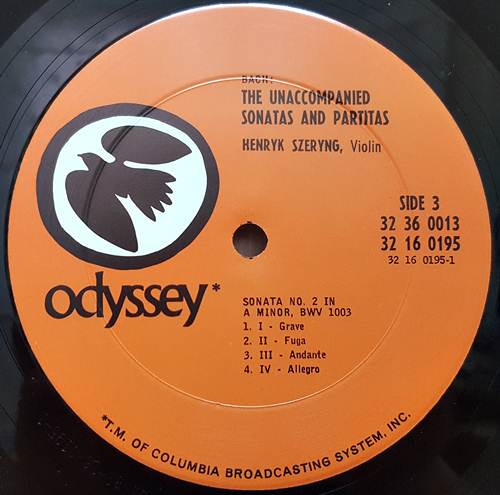 BACH:
THE UNACCOMPANIED
SONATAS AND PARTITAS
HENRYK SZERYNG, Violin
SIDE 3
32 36 0013
32 16 0195
32 16 0195-1
odyssey*
SONATA NO. 2 IN
A MINOR, BWV 1003
1. I - Grave
2. II - Fuga
3. III - Andante
4. IV - Allegro
*T.M. OF COLUMBIA BROADCASTING SYSTEM, INC.